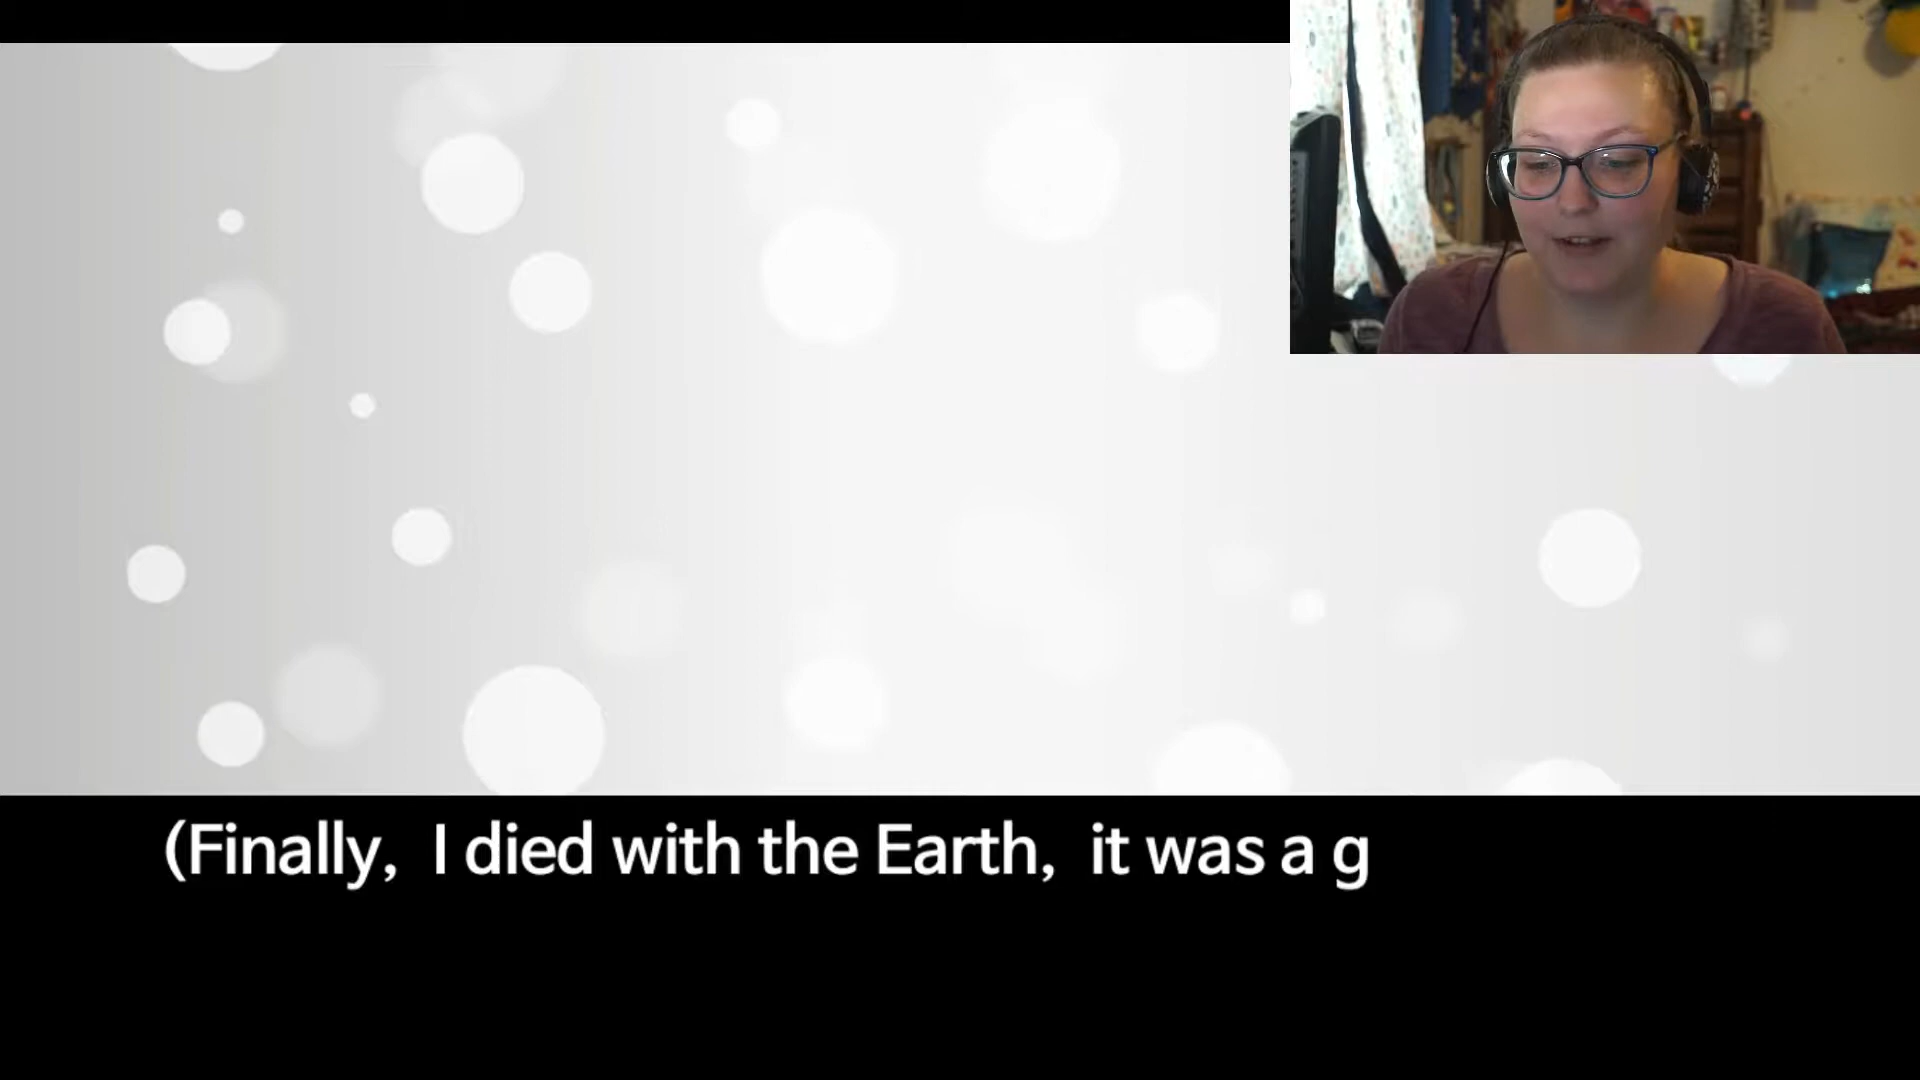 (Finally, I died with the Earth, it was a g